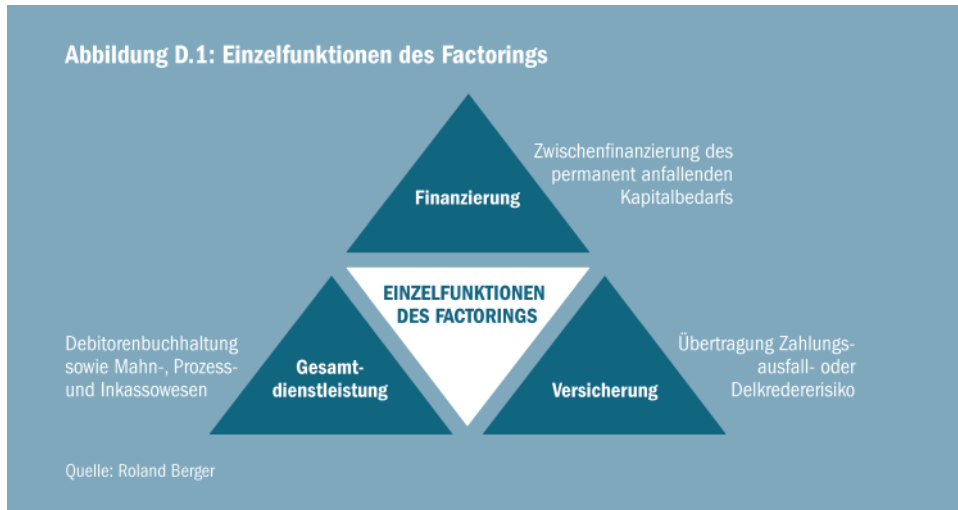 Abbildung D.1: Einzelfunktionen des Factorings
Zwischenfinanzierung des
permanent anfallenden
Kapitalbedarfs
Finanzierung
EINZELFUNKTIONEN
DES FACTORINGS
Debitorenbuchhaltung
sowie Mahn-, Prozess-
und Inkassowesen
Gesamt-
dienstleistung
Versicherung
Übertragung Zahlungs-
ausfall- oder
Delkredererisiko
Quelle: Roland Berger